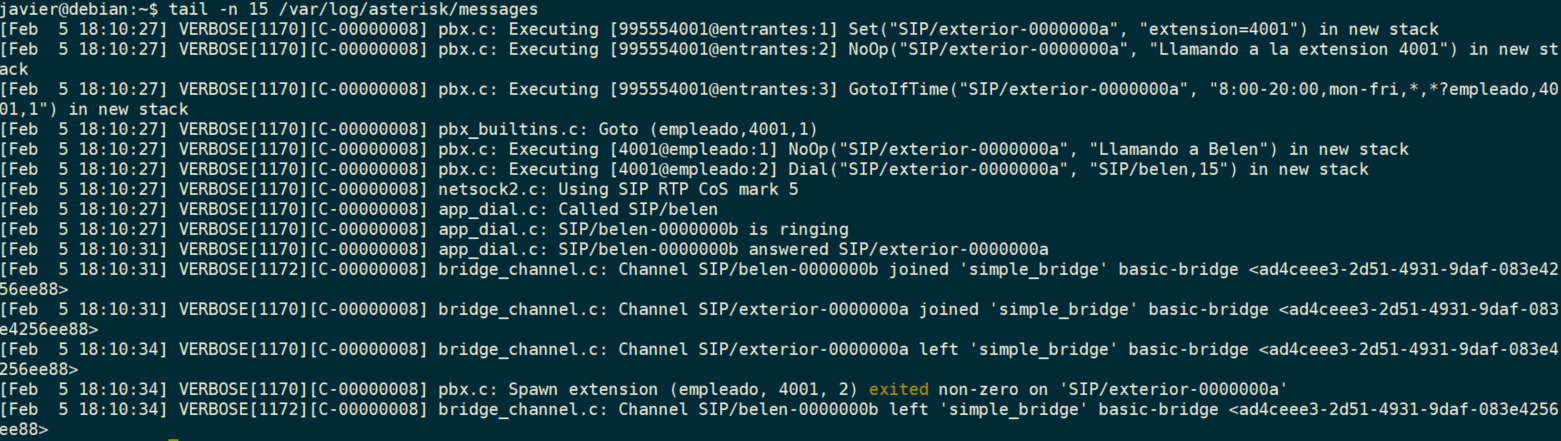 javier@debian:~$ tail -n 15 /var/log/asterisk/messages
[Feb  5 18:10:27] VERBOSE[1170][C-00000008] pbx.c: Executing [995554001@entrantes:1] Set("SIP/exterior-0000000a", "extension=4001") in new stack
[Feb  5 18:10:27] VERBOSE[1170][C-00000008] pbx.c: Executing [995554001@entrantes:2] NoOp("SIP/exterior-0000000a", "Llamando a la extension 4001") in new st
ack
[Feb  5 18:10:27] VERBOSE[1170][C-00000008] pbx.c: Executing [995554001@entrantes:3] GotoIfTime("SIP/exterior-0000000a", "8:00-20:00,mon-fri,*,*?empleado,40
01,1") in new stack
[Feb  5 18:10:27] VERBOSE[1170][C-00000008] pbx_builtins.c: Goto (empleado,4001,1)
[Feb  5 18:10:27] VERBOSE[1170][C-00000008] pbx.c: Executing [4001@empleado:1] NoOp("SIP/exterior-0000000a", "Llamando a Belen") in new stack
[Feb  5 18:10:27] VERBOSE[1170][C-00000008] pbx.c: Executing [4001@empleado:2] Dial("SIP/exterior-0000000a", "SIP/belen,15") in new stack
[Feb  5 18:10:27] VERBOSE[1170][C-00000008] netsock2.c: Using SIP RTP CoS mark 5
[Feb  5 18:10:27] VERBOSE[1170][C-00000008] app_dial.c: Called SIP/belen
[Feb  5 18:10:27] VERBOSE[1170][C-00000008] app_dial.c: SIP/belen-0000000b is ringing
[Feb  5 18:10:31] VERBOSE[1170][C-00000008] app_dial.c: SIP/belen-0000000b answered SIP/exterior-0000000a
[Feb  5 18:10:31] VERBOSE[1172][C-00000008] bridge_channel.c: Channel SIP/belen-0000000b joined 'simple_bridge' basic-bridge <ad4ceee3-2d51-4931-9daf-083e42
56ee88>
[Feb  5 18:10:31] VERBOSE[1170][C-00000008] bridge_channel.c: Channel SIP/exterior-0000000a joined 'simple_bridge' basic-bridge <ad4ceee3-2d51-4931-9daf-083
e4256ee88>
[Feb  5 18:10:34] VERBOSE[1170][C-00000008] bridge_channel.c: Channel SIP/exterior-0000000a left 'simple_bridge' basic-bridge <ad4ceee3-2d51-4931-9daf-083e4
256ee88>
[Feb  5 18:10:34] VERBOSE[1170][C-00000008] pbx.c: Spawn extension (empleado, 4001, 2) exited non-zero on 'SIP/exterior-0000000a'
[Feb  5 18:10:34] VERBOSE[1172][C-00000008] bridge_channel.c: Channel SIP/belen-0000000b left 'simple_bridge' basic-bridge <ad4ceee3-2d51-4931-9daf-083e4256
ee88>